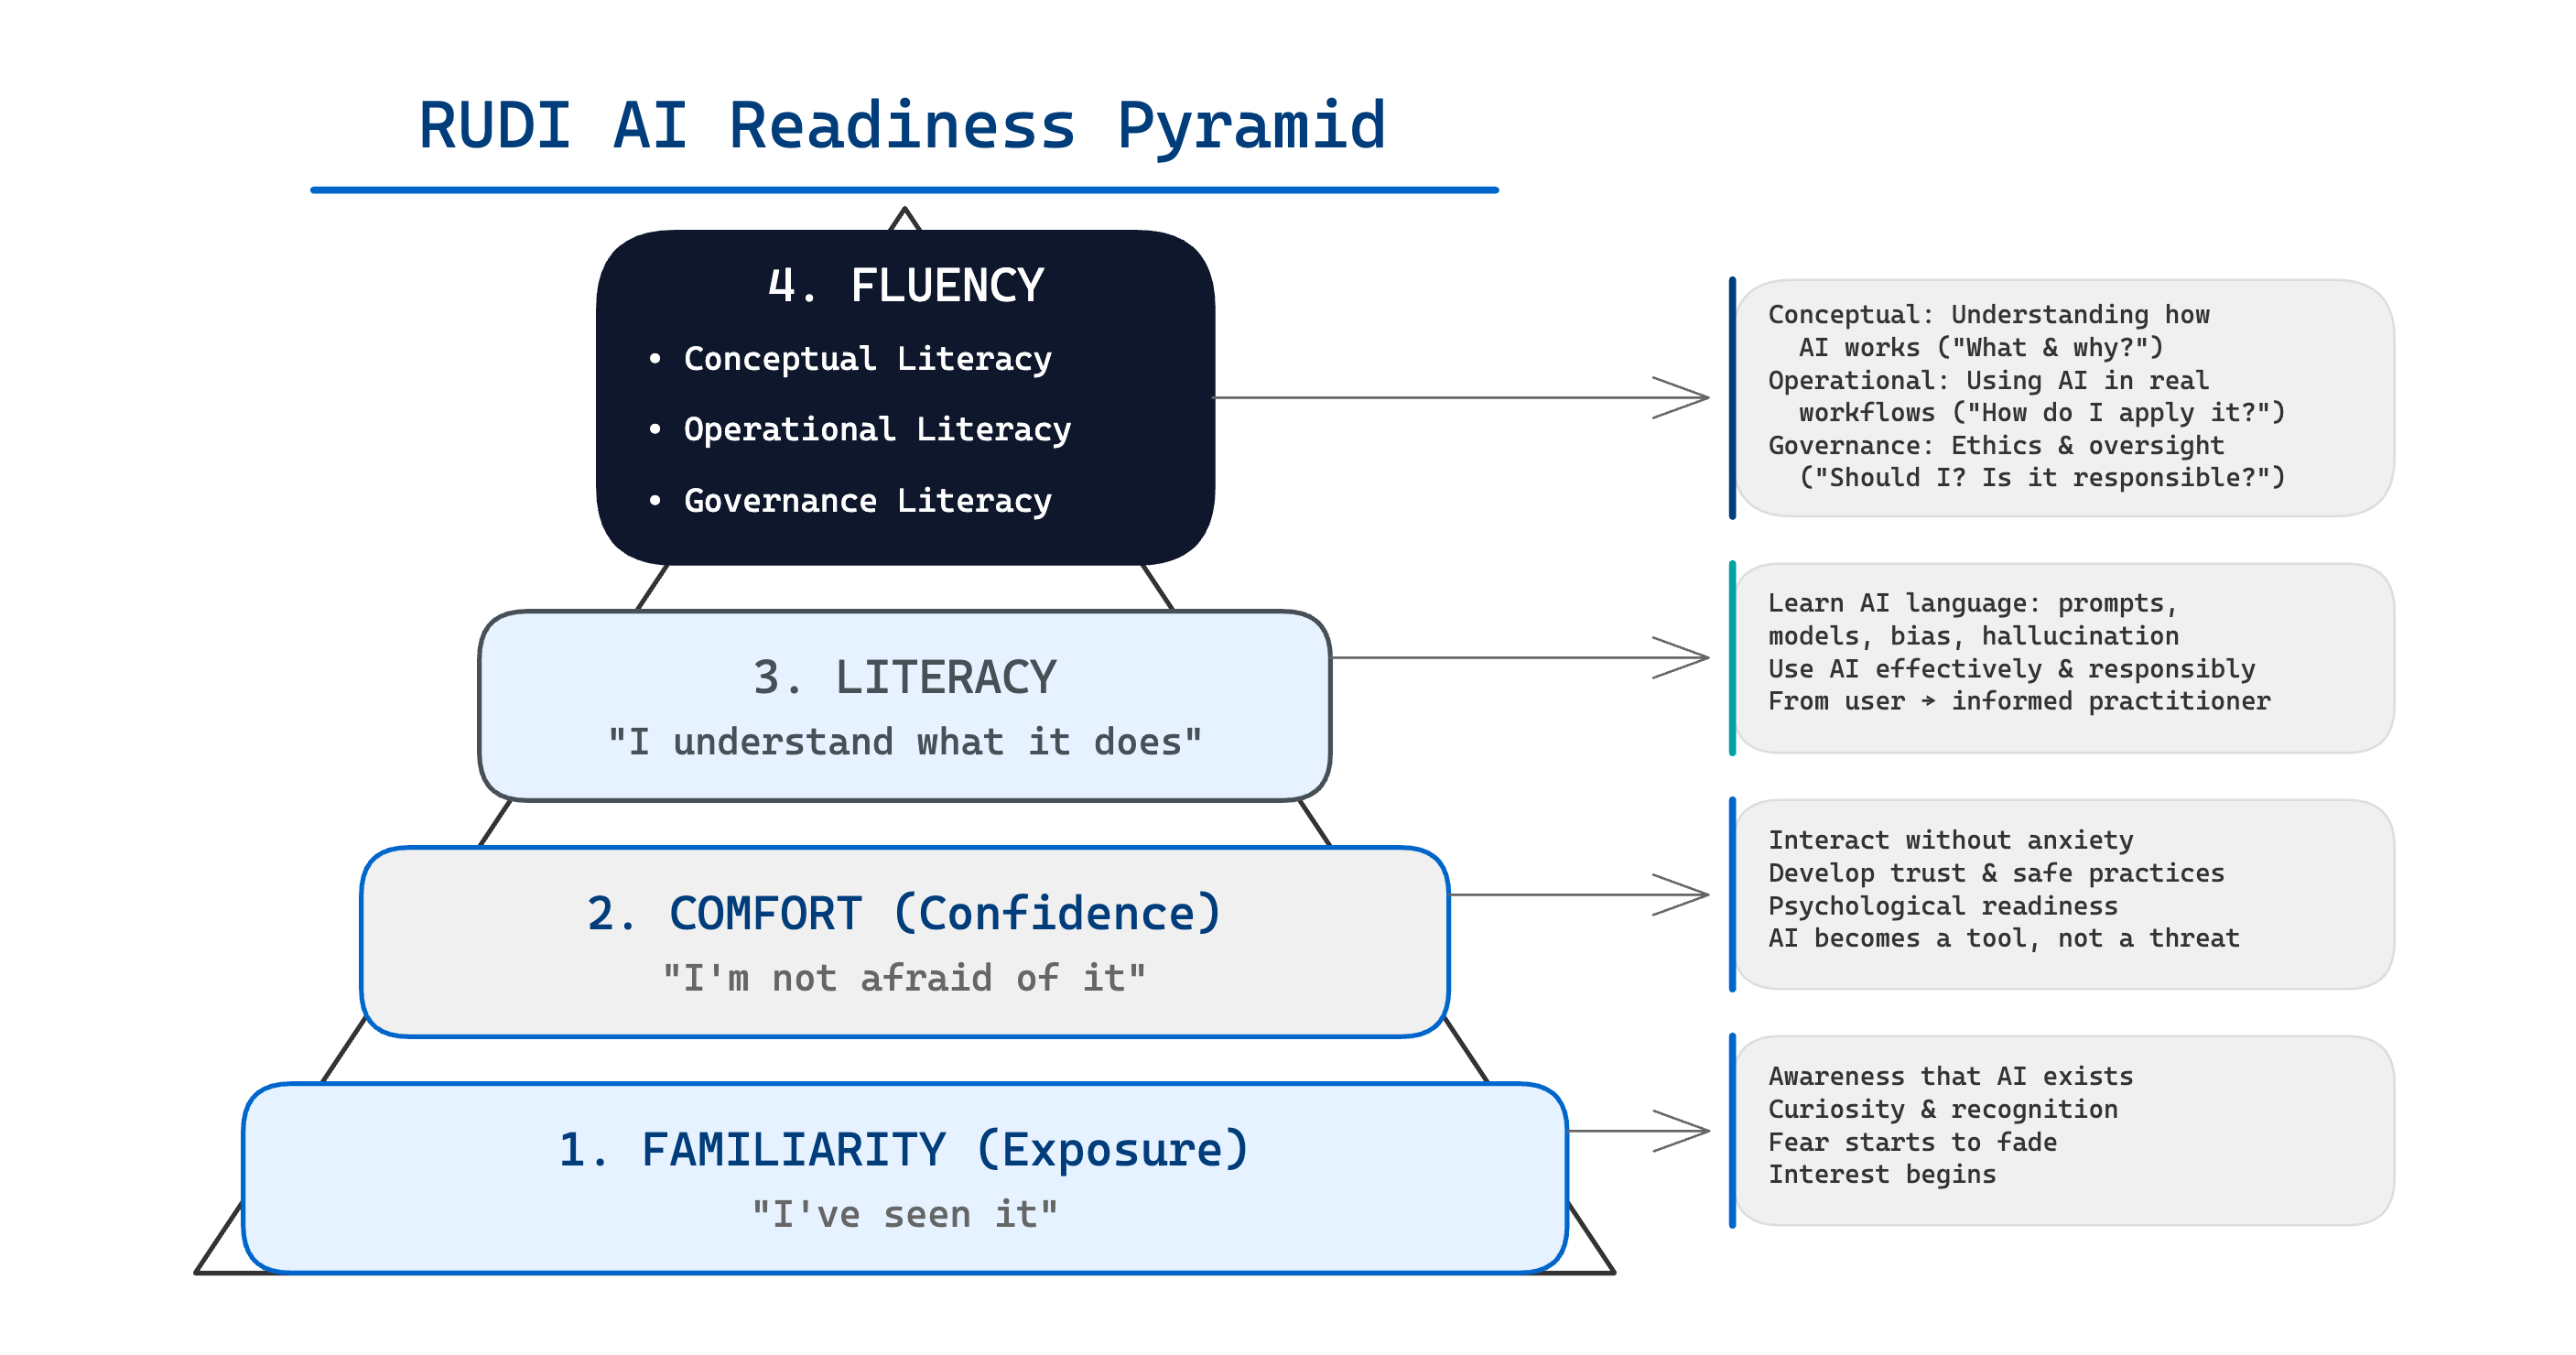 RUDI AI Readiness Pyramid
4. FLUENCY
• Conceptual Literacy
• Operational Literacy
• Governance Literacy
Conceptual: Understanding how
AI works ("What & why?")
Operational: Using AI in real
workflows ("How do I apply it?")
Governance: Ethics & oversight
("Should I? Is it responsible?")
3. LITERACY
"I understand what it does"
Learn AI language: prompts,
models, bias, hallucination
Use AI effectively & responsibly
From user → informed practitioner
2. COMFORT (Confidence)
"I'm not afraid of it"
Interact without anxiety
Develop trust & safe practices
Psychological readiness
AI becomes a tool, not a threat
1. FAMILIARITY (Exposure)
"I've seen it"
Awareness that AI exists
Curiosity & recognition
Fear starts to fade
Interest begins